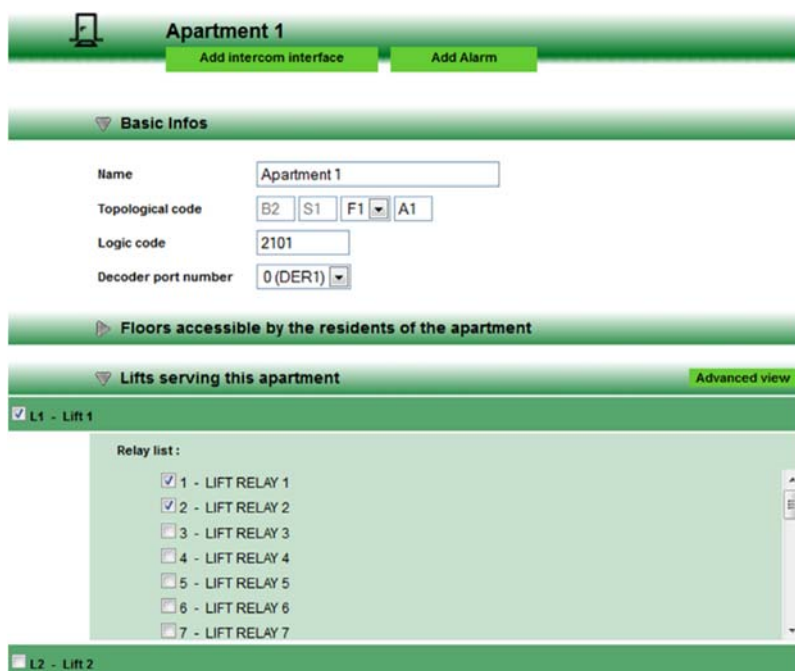 Apartment 1
Add intercom interface Add Alarm
Basic Infos
Name Apartment 1
Topological code B2 S1 F1 A1
Logic code 2101
Decoder port number 0 (DER1)
Floors accessible by the residents of the apartment
Lifts serving this apartment Advanced view
L1 - Lift 1
Relay list :
1 - LIFT RELAY 1
2 - LIFT RELAY 2
3 - LIFT RELAY 3
4 - LIFT RELAY 4
5 - LIFT RELAY 5
6 - LIFT RELAY 6
7 - LIFT RELAY 7
L2 - Lift 2